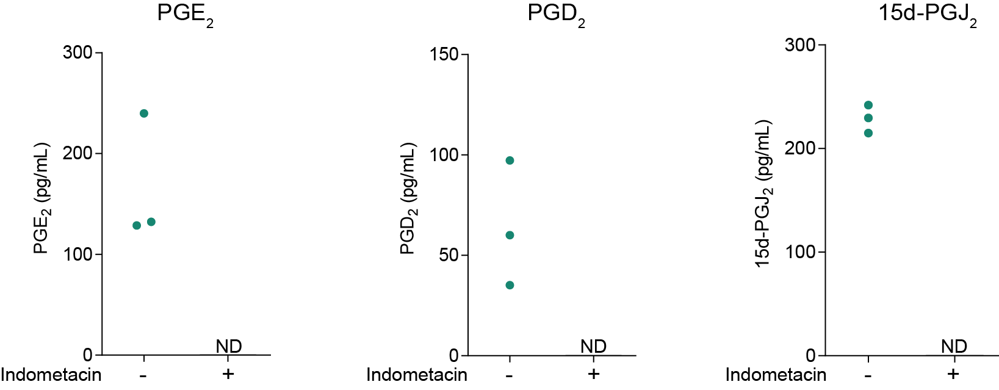 PGE₂
300
200
100
0
PGE₂ (pg/mL)
ND
Indometacin - +
PGD₂
150
100
50
0
PGD₂ (pg/mL)
ND
Indometacin - +
15d-PGJ₂
300
200
100
0
15d-PGJ₂ (pg/mL)
ND
Indometacin - +